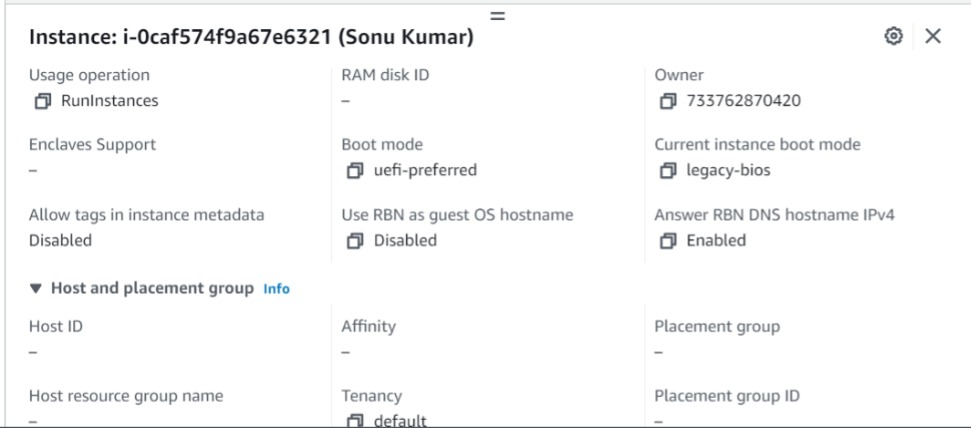 Instance: i-0caf574f9a67e6321 (Sonu Kumar)
Usage operation RAM disk ID Owner
RunInstances – 733762870420
Enclaves Support Boot mode Current instance boot mode
– uefi-preferred legacy-bios
Allow tags in instance metadata Use RBN as guest OS hostname Answer RBN DNS hostname IPv4
Disabled Disabled Enabled
▼ Host and placement group Info
Host ID Affinity Placement group
– – –
Host resource group name Tenancy Placement group ID
– default –